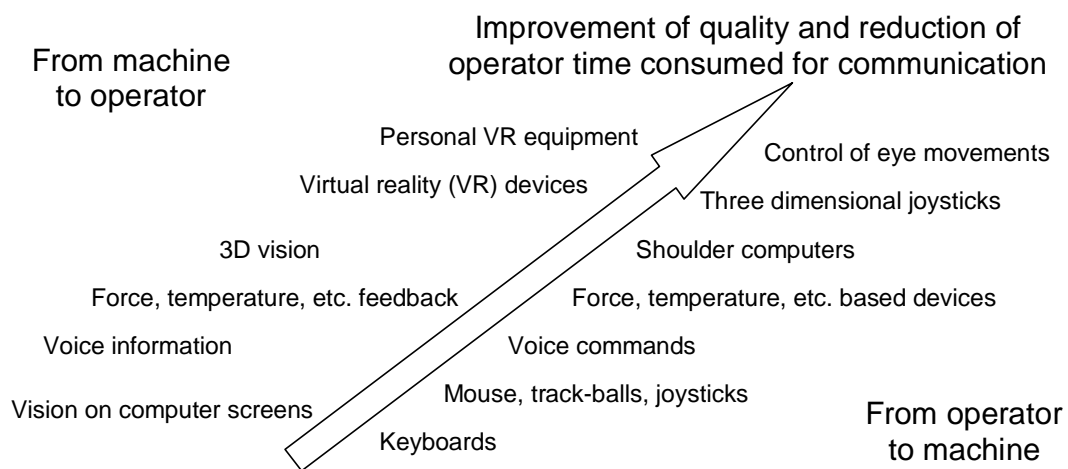 Improvement of quality and reduction of
operator time consumed for communication
From machine
to operator
Personal VR equipment
Control of eye movements
Virtual reality (VR) devices
Three dimensional joysticks
3D vision
Shoulder computers
Force, temperature, etc. feedback
Force, temperature, etc. based devices
Voice information
Voice commands
Mouse, track-balls, joysticks
Vision on computer screens
From operator
to machine
Keyboards